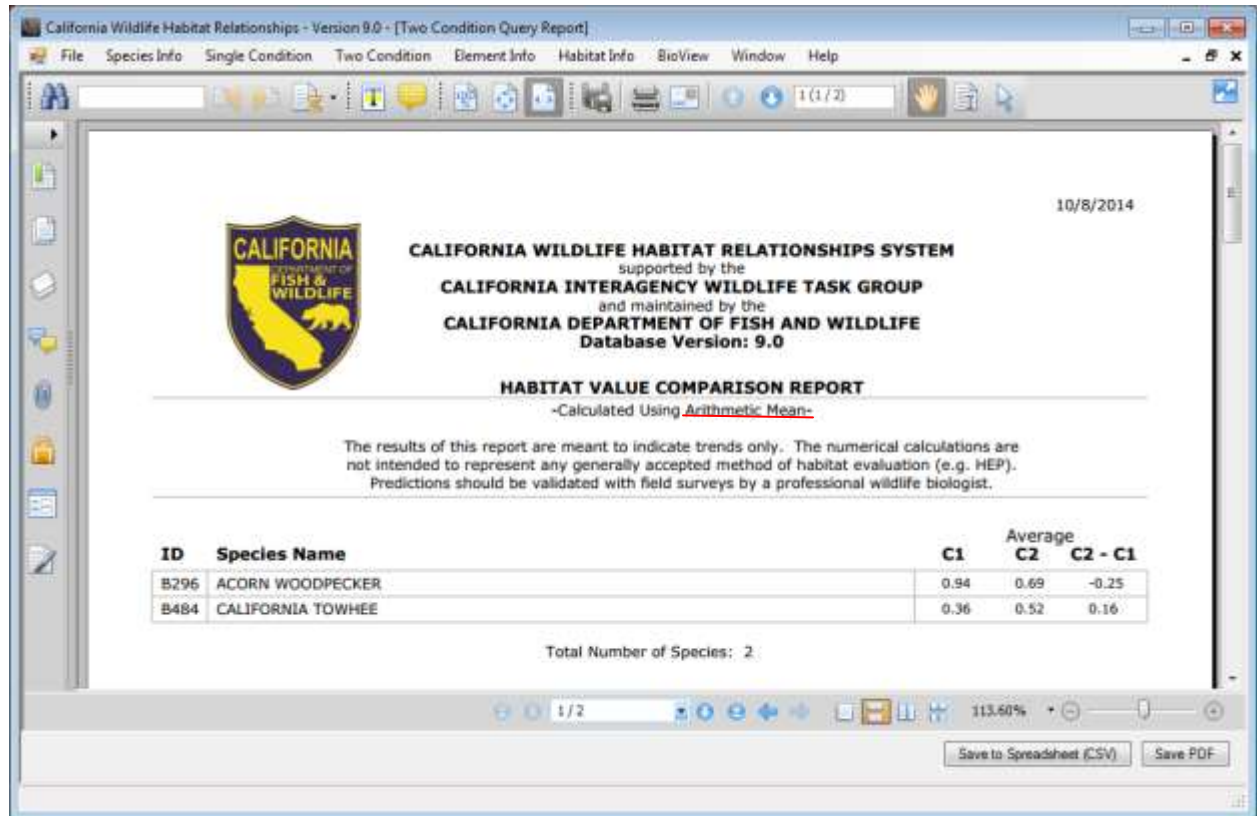 California Wildlife Habitat Relationships - Version 9.0 - [Two Condition Query Report]
File Species Info Single Condition Two Condition Element Info Habitat Info BioView Window Help
1 (1 / 2)
10/8/2014
CALIFORNIA
DEPARTMENT OF
FISH &
WILDLIFE
CALIFORNIA WILDLIFE HABITAT RELATIONSHIPS SYSTEM
supported by the
CALIFORNIA INTERAGENCY WILDLIFE TASK GROUP
and maintained by the
CALIFORNIA DEPARTMENT OF FISH AND WILDLIFE
Database Version: 9.0
HABITAT VALUE COMPARISON REPORT
-Calculated Using Arithmetic Mean-
The results of this report are meant to indicate trends only. The numerical calculations are
not intended to represent any generally accepted method of habitat evaluation (e.g. HEP).
Predictions should be validated with field surveys by a professional wildlife biologist.
Average
ID Species Name C1 C2 C2 - C1
B296 ACORN WOODPECKER 0.94 0.69 -0.25
B484 CALIFORNIA TOWHEE 0.36 0.52 0.16
Total Number of Species: 2
1/2 113.60%
Save to Spreadsheet (CSV) Save PDF